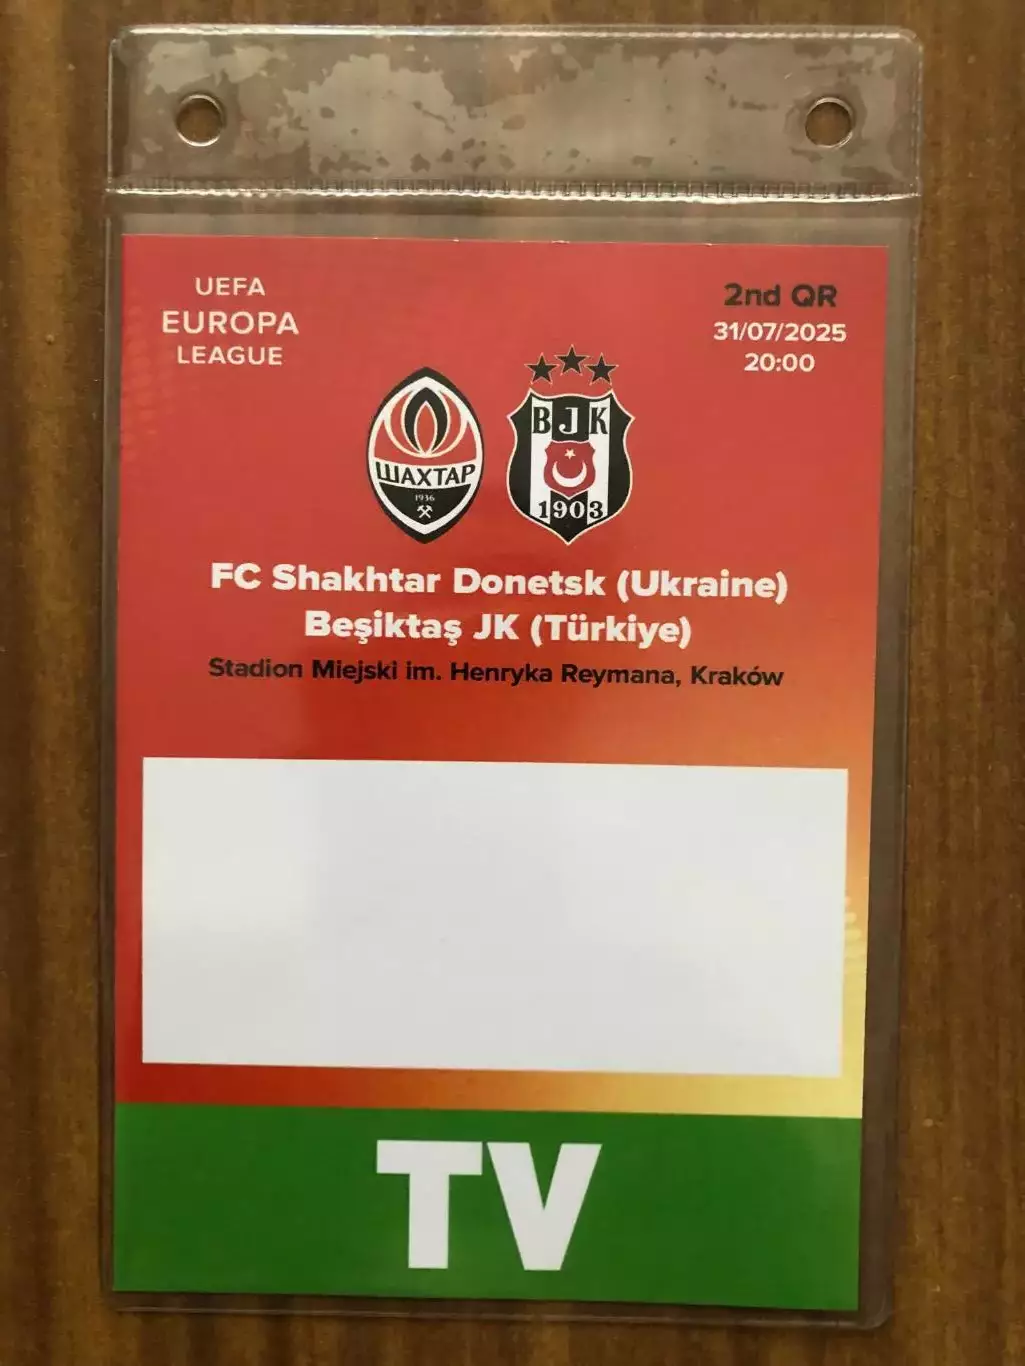 UEFA
EUROPA
LEAGUE
2nd QR
31/07/2025
20:00
ШАХТАР
1936
BJK
1903
FC Shakhtar Donetsk (Ukraine)
Beşiktaş JK (Türkiye)
Stadion Miejski im. Henryka Reymana, Kraków
TV